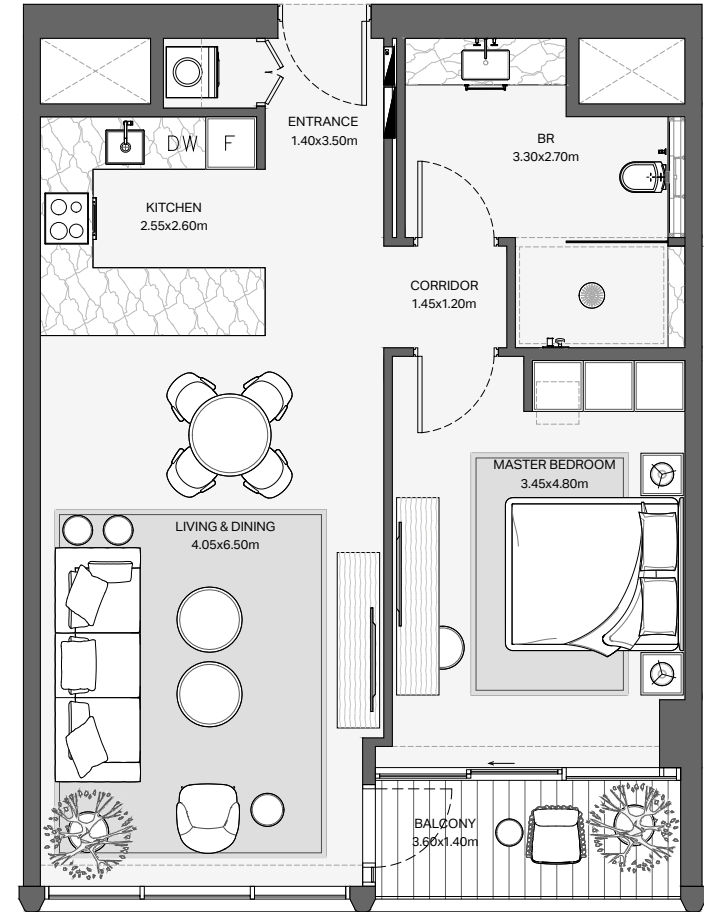 ENTRANCE
1.40x3.50m
DW
F
BR
3.30x2.70m
KITCHEN
2.55x2.60m
CORRIDOR
1.45x1.20m
MASTER BEDROOM
3.45x4.80m
LIVING & DINING
4.05x6.50m
BALCONY
3.60x1.40m